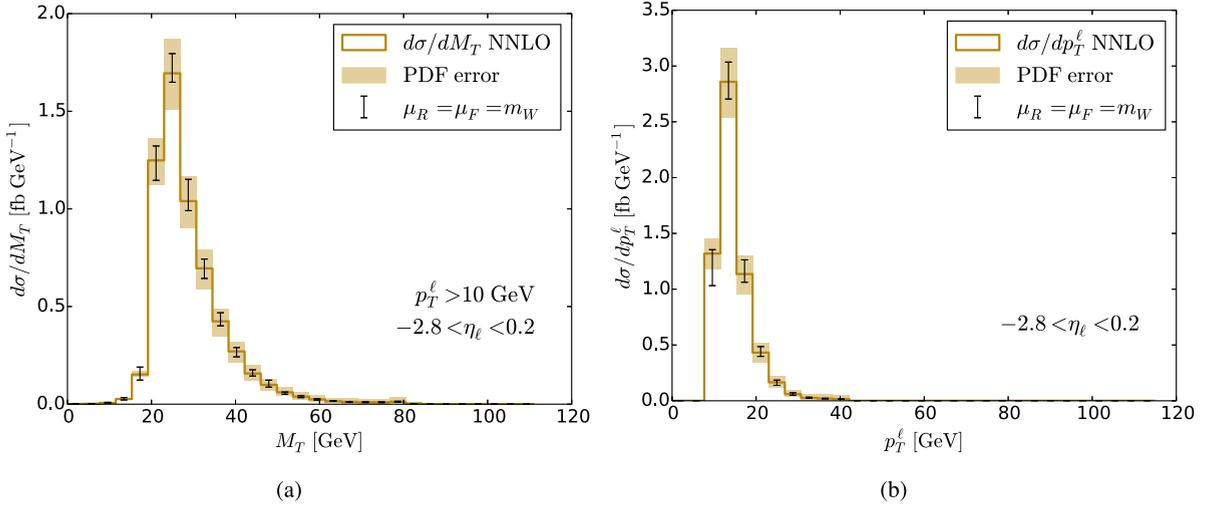 2.0
1.5
1.0
0.5
0.0
0 20 40 60 80 100 120
dσ/dM_T [fb GeV⁻¹]
M_T [GeV]
dσ/dM_T NNLO
PDF error
μ_R = μ_F = m_W
p_T^ℓ > 10 GeV
−2.8 < η_ℓ < 0.2
(a)
3.5
3.0
2.5
2.0
1.5
1.0
0.5
0.0
0 20 40 60 80 100 120
dσ/dp_T^ℓ [fb GeV⁻¹]
p_T^ℓ [GeV]
dσ/dp_T^ℓ NNLO
PDF error
μ_R = μ_F = m_W
−2.8 < η_ℓ < 0.2
(b)